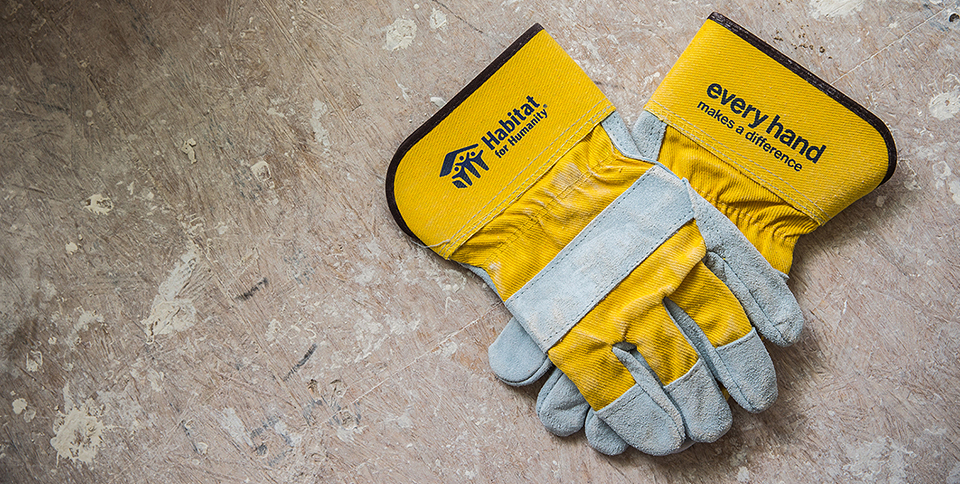 Habitat
for Humanity®
every hand
makes a difference